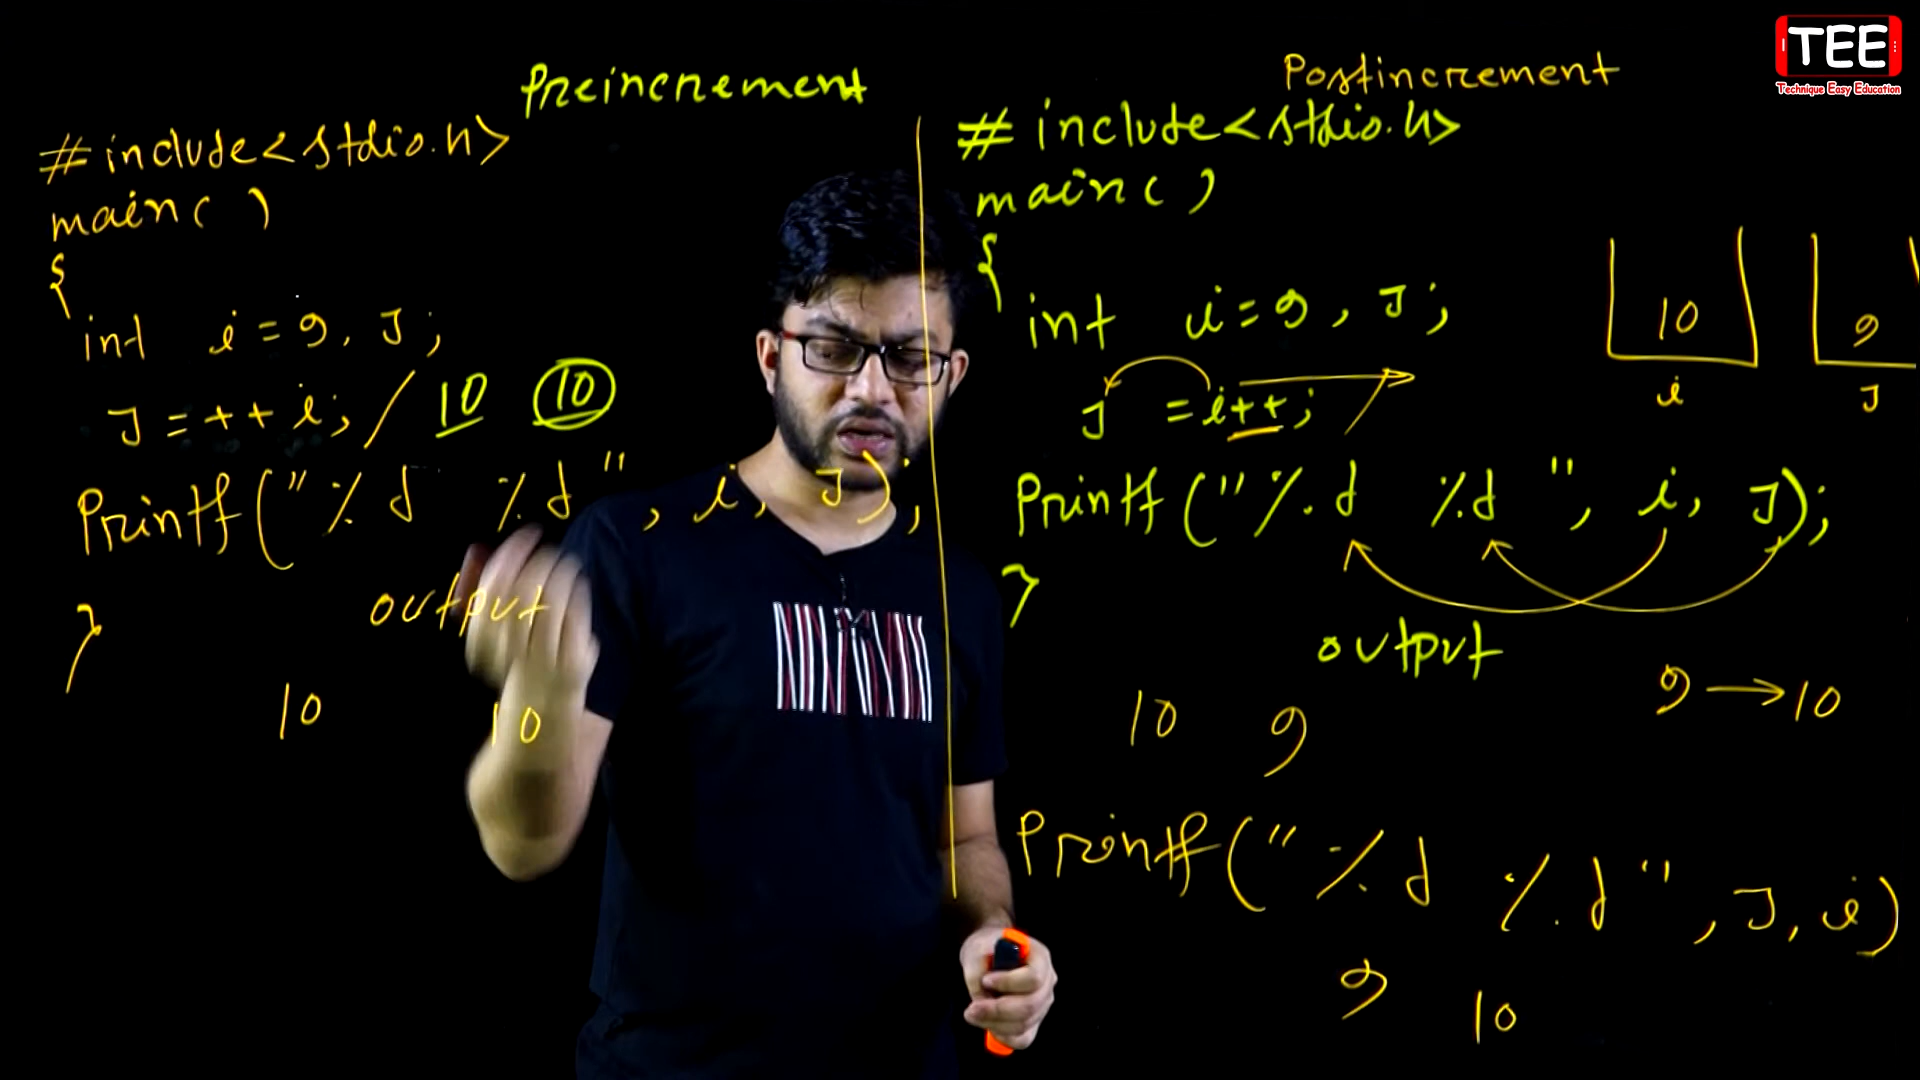 TEE
Technique Easy Education
Preincrement
#include<stdio.h>
main( )
{
int i = 9, J;
J = ++i; / 10 10
Printf("%d %d", i, J);
}
output
10 10
Postincrement
#include<stdio.h>
main( )
{
int i = 9, J;
J = i++;
Printf("%d %d", i, J);
}
output
10 9
9 → 10
Printf("%d %d", J, i)
9 10
10 9
i J